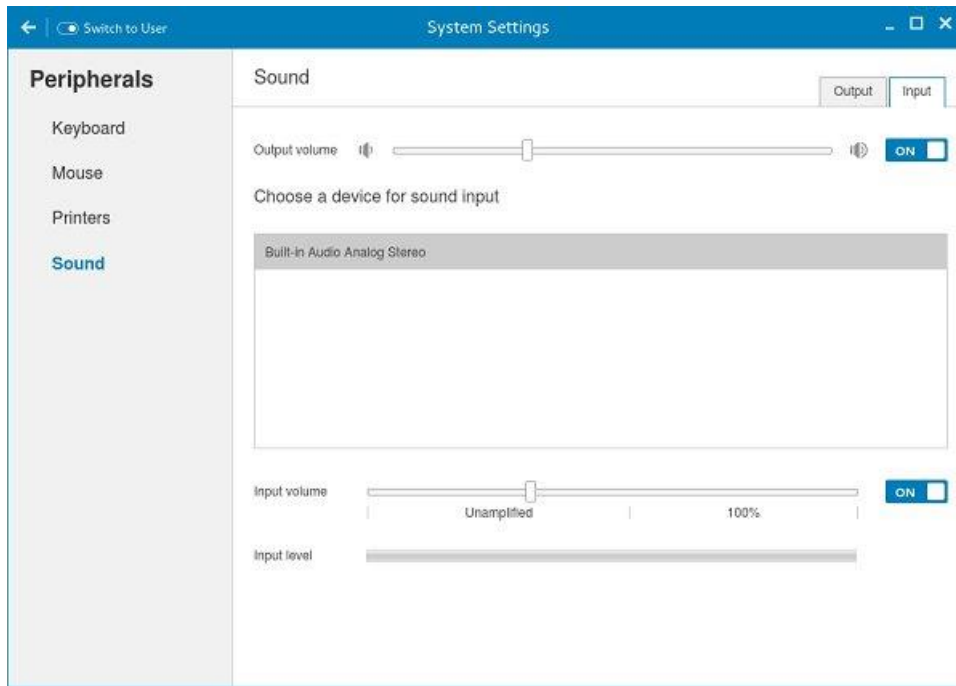 Switch to User
System Settings
Peripherals
Keyboard
Mouse
Printers
Sound
Sound
Output Input
Output volume ON
Choose a device for sound input
Built-in Audio Analog Stereo
Input volume ON
Unamplified 100%
Input level